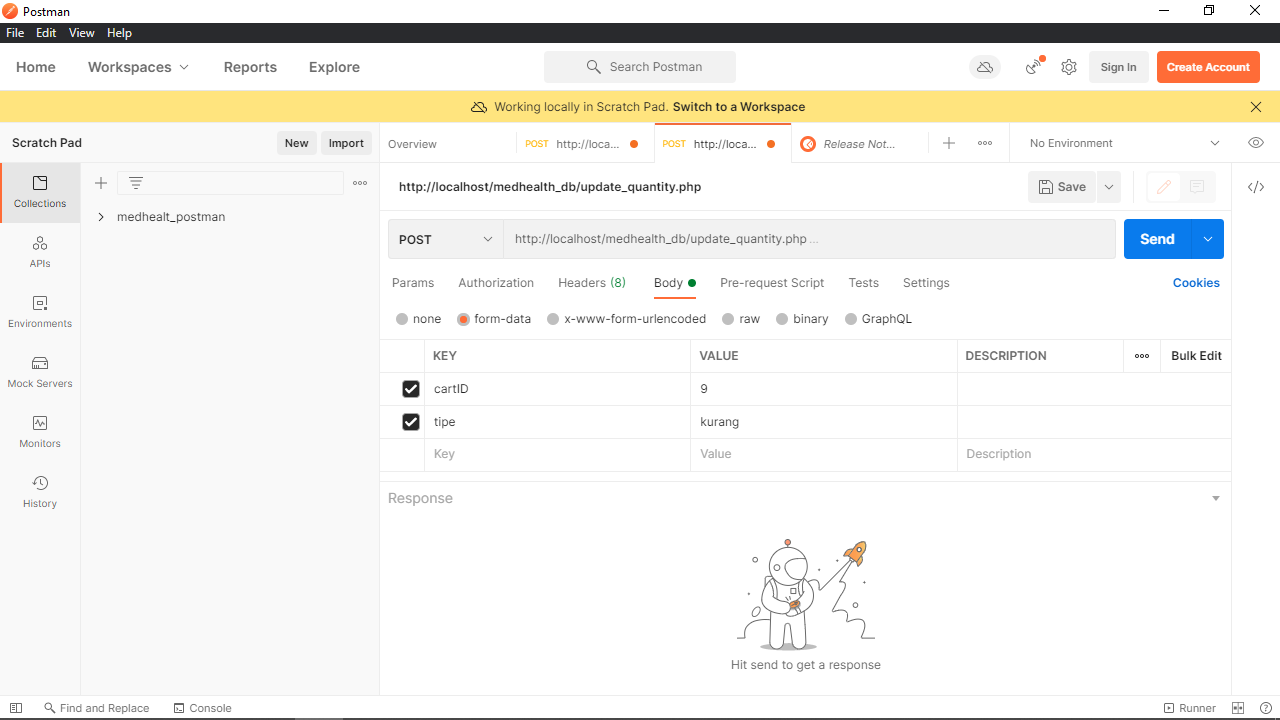 Postman
File Edit View Help
Home Workspaces Reports Explore Search Postman Sign In Create Account
Working locally in Scratch Pad. Switch to a Workspace
Scratch Pad New Import
Overview POST http://loca... POST http://loca... Release Not... No Environment
Collections
APIs
Environments
Mock Servers
Monitors
History
medhealt_postman
http://localhost/medhealth_db/update_quantity.php Save
POST http://localhost/medhealth_db/update_quantity.php ... Send
Params Authorization Headers (8) Body Pre-request Script Tests Settings Cookies
none form-data x-www-form-urlencoded raw binary GraphQL
KEY VALUE DESCRIPTION Bulk Edit
cartID 9
tipe kurang
Key Value Description
Response
Hit send to get a response
Find and Replace Console Runner